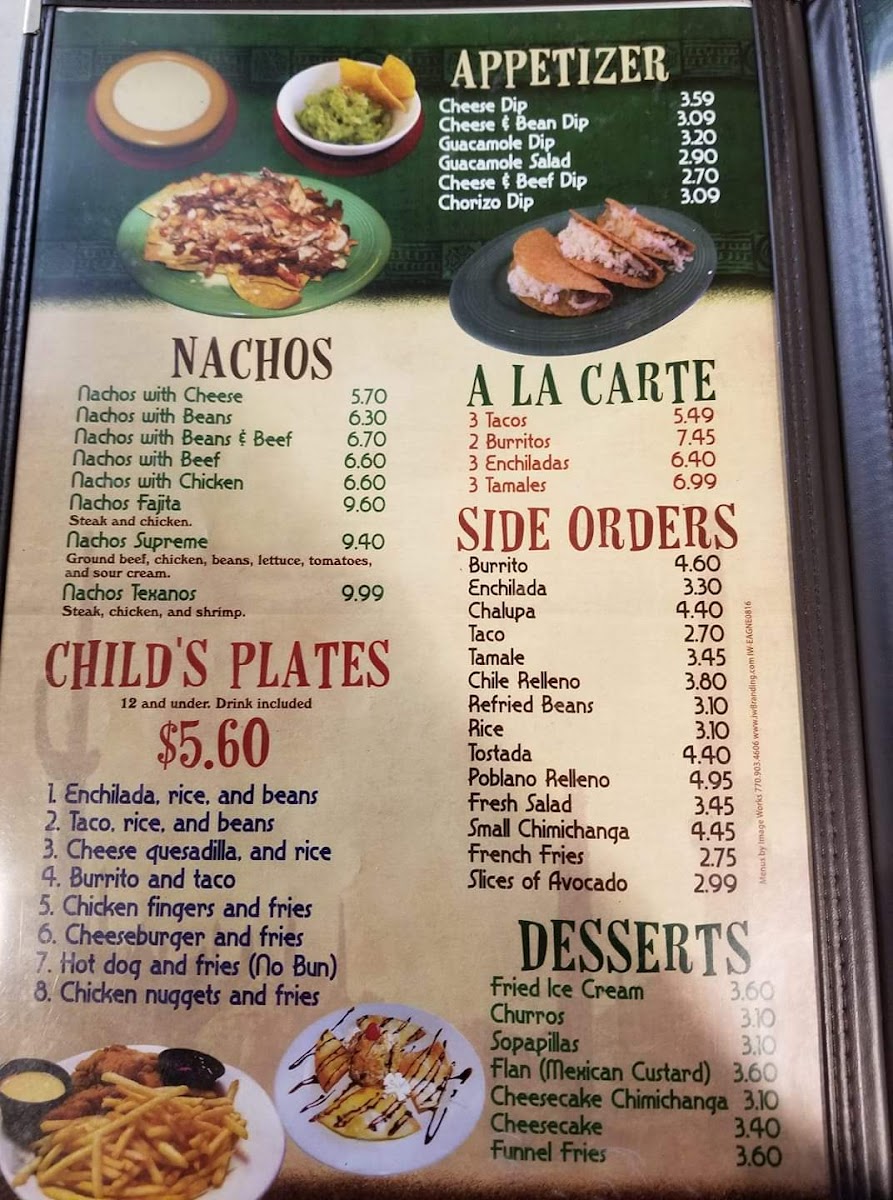 APPETIZER
Cheese Dip 3.59
Cheese & Bean Dip 3.09
Guacamole Dip 3.20
Guacamole Salad 2.90
Cheese & Beef Dip 2.70
Chorizo Dip 3.09
NACHOS
Nachos with Cheese 5.70
Nachos with Beans 6.30
Nachos with Beans & Beef 6.70
Nachos with Beef 6.60
Nachos with Chicken 6.60
Nachos Fajita 9.60
Steak and chicken.
Nachos Supreme 9.40
Ground beef, chicken, beans, lettuce, tomatoes,
and sour cream.
Nachos Texanos 9.99
Steak, chicken, and shrimp.
CHILD'S PLATES
12 and under. Drink included
$5.60
1. Enchilada, rice, and beans
2. Taco, rice, and beans
3. Cheese quesadilla, and rice
4. Burrito and taco
5. Chicken fingers and fries
6. Cheeseburger and fries
7. Hot dog and fries (No Bun)
8. Chicken nuggets and fries
A LA CARTE
3 Tacos 5.49
2 Burritos 7.45
3 Enchiladas 6.40
3 Tamales 6.99
SIDE ORDERS
Burrito 4.60
Enchilada 3.30
Chalupa 4.40
Taco 2.70
Tamale 3.45
Chile Relleno 3.80
Refried Beans 3.10
Rice 3.10
Tostada 4.40
Poblano Relleno 4.95
Fresh Salad 3.45
Small Chimichanga 4.45
French Fries 2.75
Slices of Avocado 2.99
DESSERTS
Fried Ice Cream 3.60
Churros 3.10
Sopapillas 3.10
Flan (Mexican Custard) 3.60
Cheesecake Chimichanga 3.10
Cheesecake 3.40
Funnel Fries 3.60
Menus by Image Works 770.903.4606 www.iwBranding.com IW-EAGNE0816